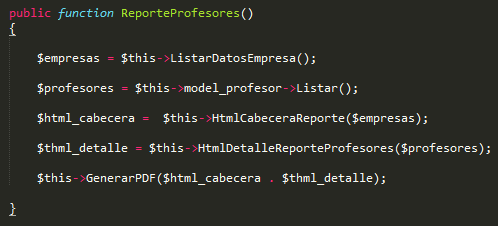 public function ReporteProfesores()
{
$empresas = $this->ListarDatosEmpresa();
$profesores = $this->model_profesor->Listar();
$html_cabecera =  $this->HtmlCabeceraReporte($empresas);
$thml_detalle = $this->HtmlDetalleReporteProfesores($profesores);
$this->GenerarPDF($html_cabecera . $thml_detalle);
}